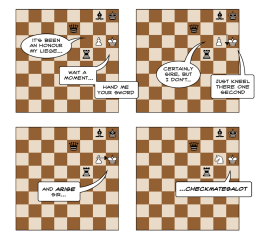 IT'S BEEN
AN HONOUR
MY LIEGE...
WAIT A
MOMENT...
HAND ME
YOUR SWORD
CERTAINLY
SIRE, BUT
I DON'T...
JUST KNEEL
THERE ONE
SECOND
AND ARISE
SIR...
...CHECKMATESALOT